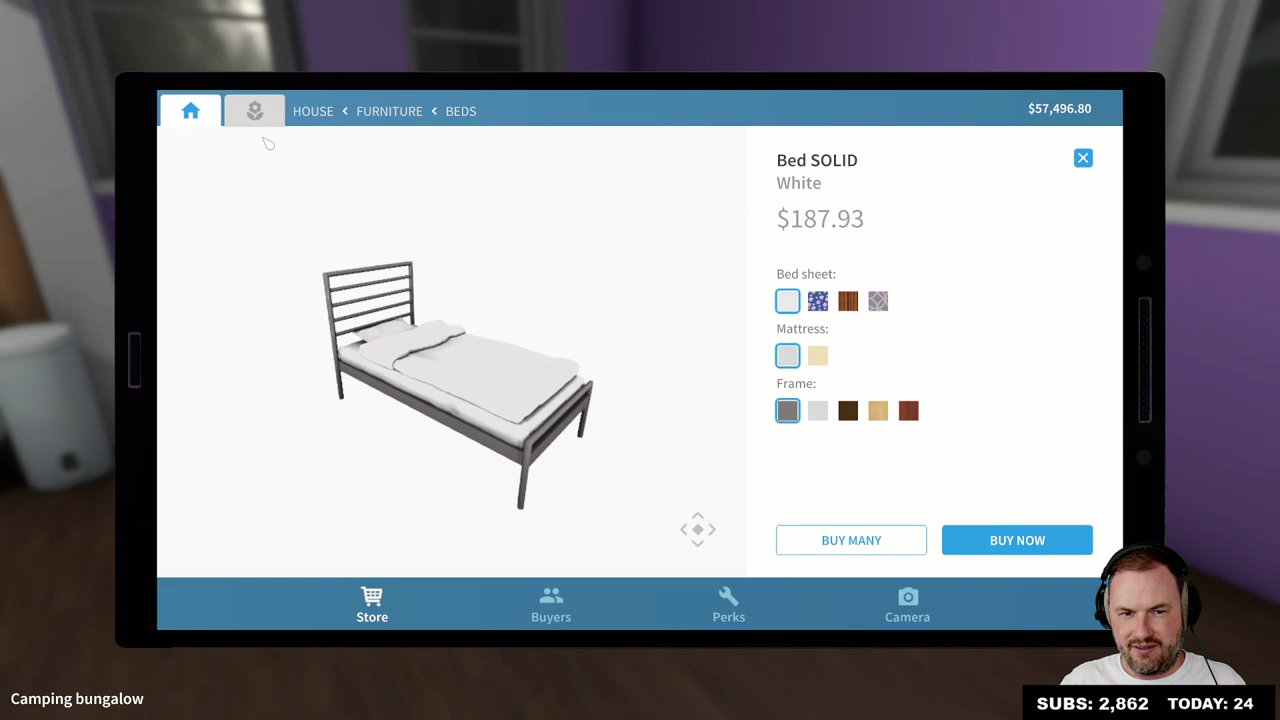 HOUSE < FURNITURE < BEDS
$57,496.80
Bed SOLID
White
$187.93
Bed sheet:
Mattress:
Frame:
BUY MANY
BUY NOW
Store
Buyers
Perks
Camera
Camping bungalow
SUBS: 2,862 TODAY: 24